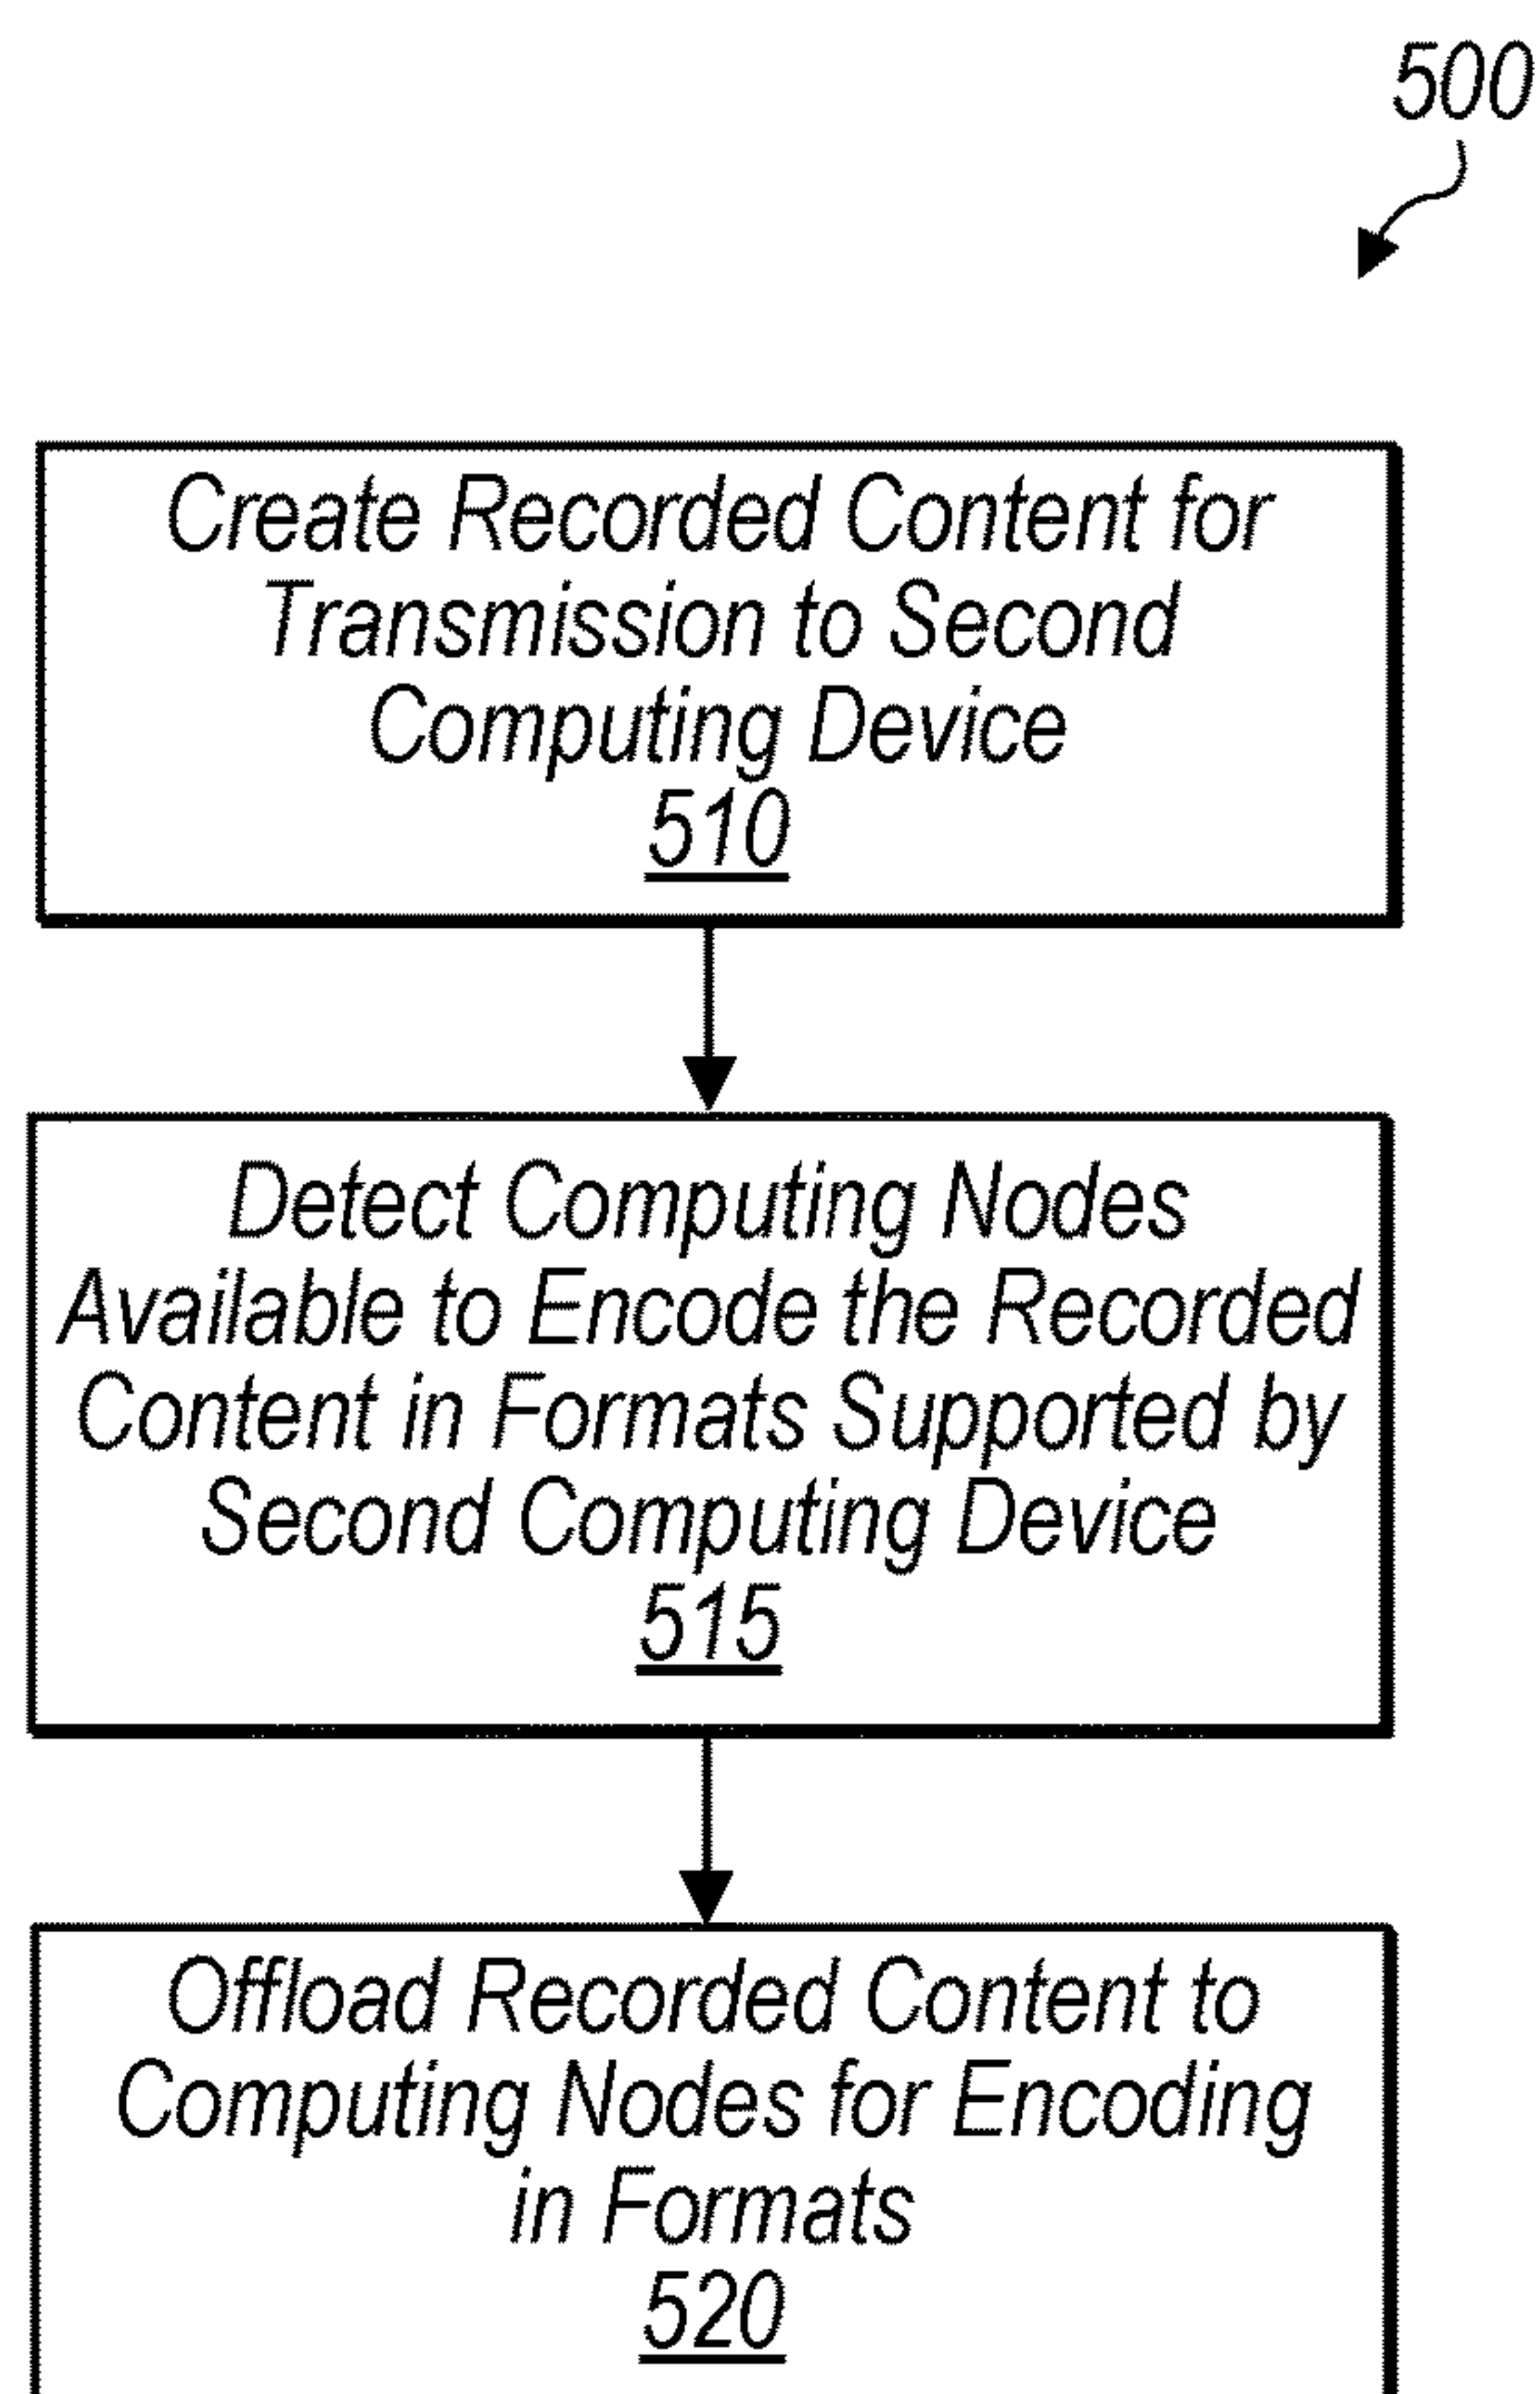 500
Create Recorded Content for
Transmission to Second
Computing Device
510
Detect Computing Nodes
Available to Encode the Recorded
Content in Formats Supported by
Second Computing Device
515
Offload Recorded Content to
Computing Nodes for Encoding
in Formats
520